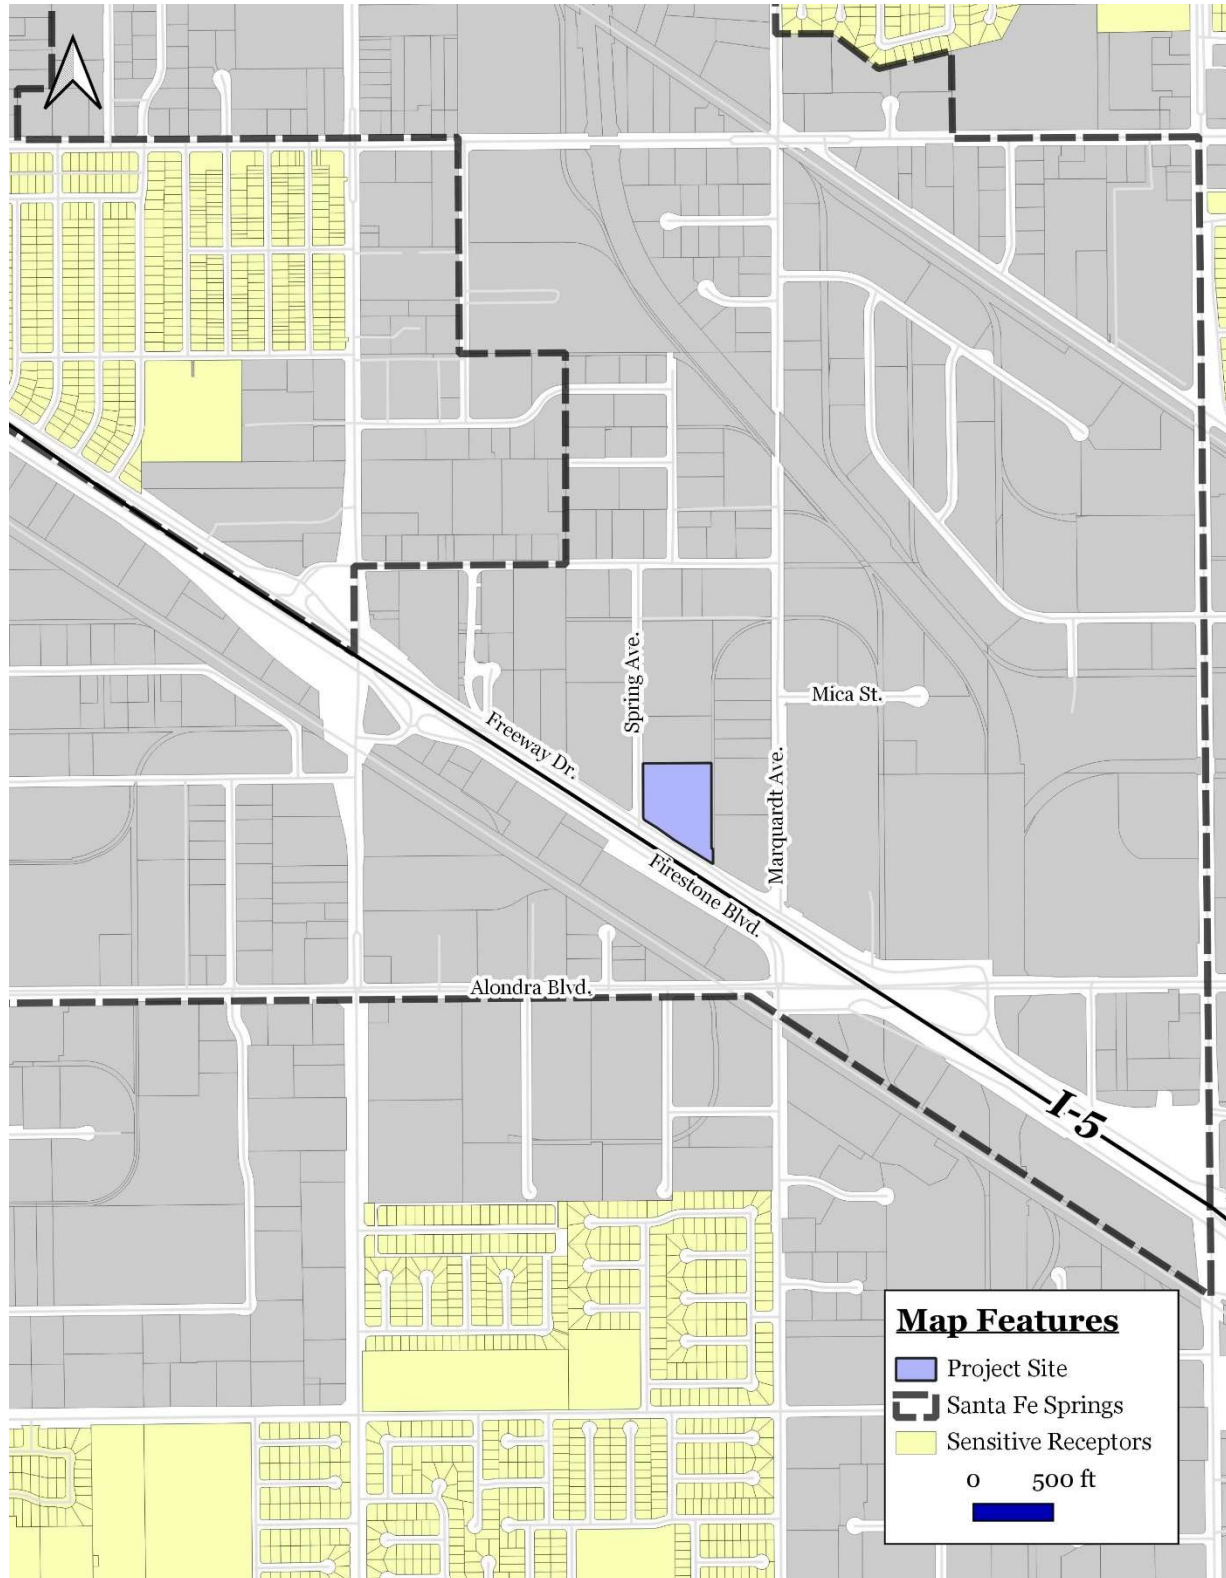 Spring Ave.
Mica St.
Freeway Dr.
Marquardt Ave.
Firestone Blvd.
Alondra Blvd.
I-5
Map Features
Project Site
Santa Fe Springs
Sensitive Receptors
0 500 ft